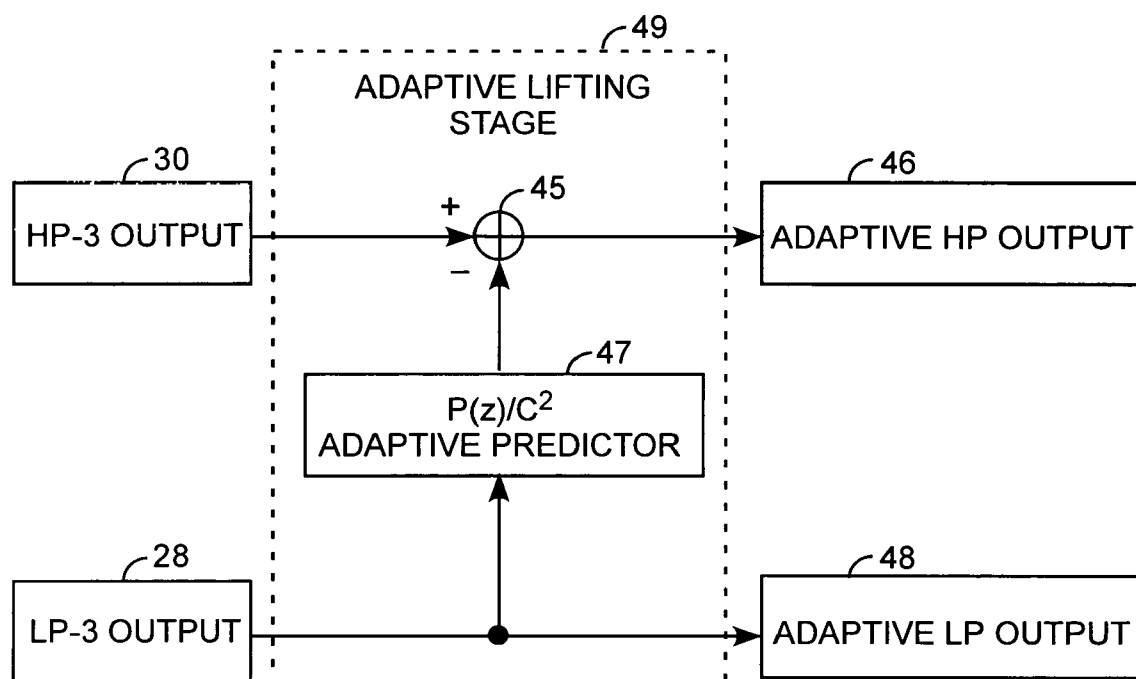 49
ADAPTIVE LIFTING
STAGE
30
45
46
+
HP-3 OUTPUT
ADAPTIVE HP OUTPUT
−
47
P(z)/C²
ADAPTIVE PREDICTOR
28
48
LP-3 OUTPUT
ADAPTIVE LP OUTPUT